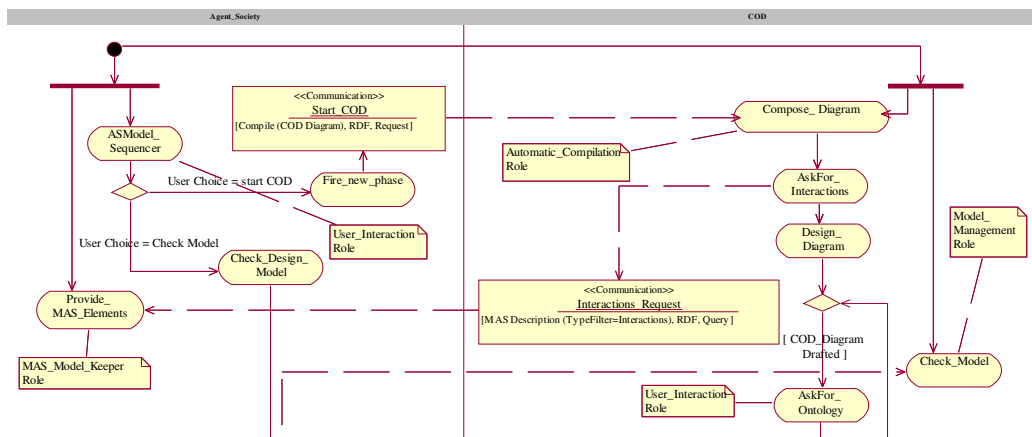 Agent_Society
COD
<<Communication>>
Start_COD
[Compile (COD Diagram), RDF, Request]
Compose_ Diagram
ASModel_
Sequencer
Automatic_Compilation
Role
User Choice = start COD
Fire_new_phase
AskFor_
Interactions
User_Interaction
Role
Model_
Management
Role
User Choice = Check Model
Design_
Diagram
Check_Design_
Model
<<Communication>>
Interactions_Request
[MAS Description (TypeFilter=Interactions), RDF, Query]
Provide_
MAS_Elements
[ COD_Diagram
Drafted ]
MAS_Model_Keeper
Role
Check_Model
User_Interaction
Role
AskFor_
Ontology